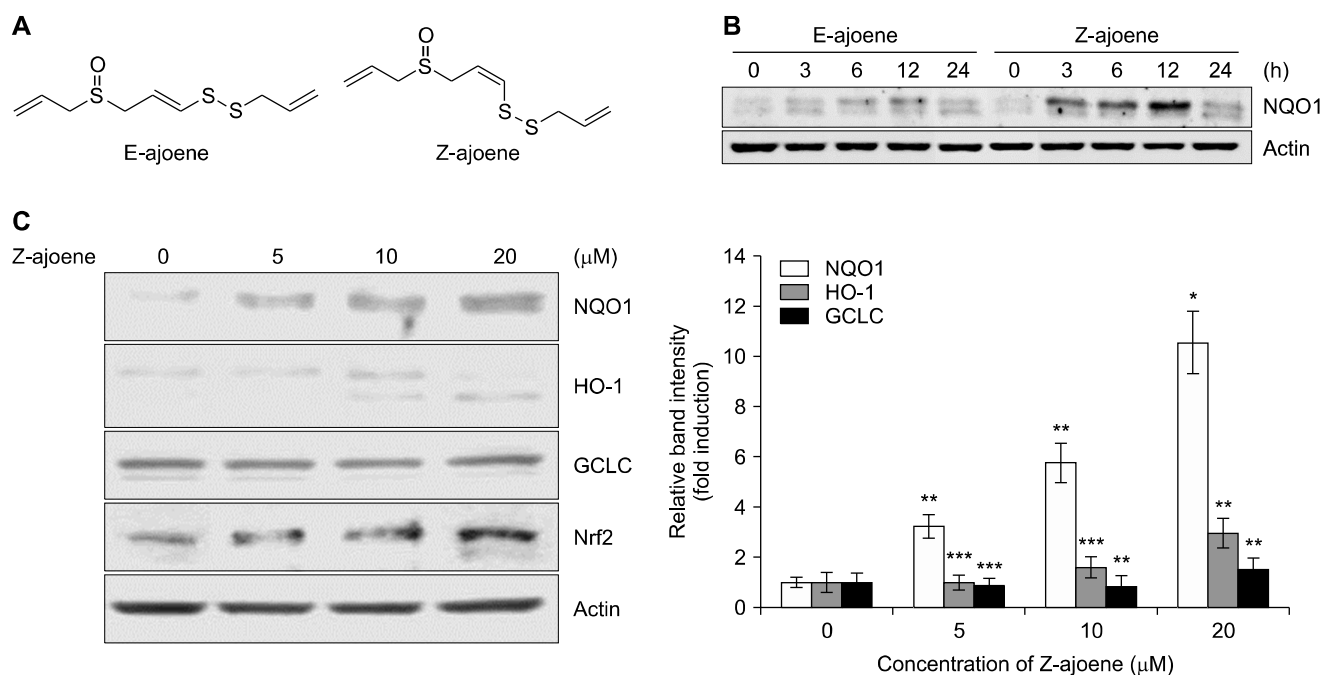 A
O
S
S
S
E-ajoene
O
S
S
S
Z-ajoene
B
E-ajoene Z-ajoene
0 3 6 12 24 0 3 6 12 24 (h)
NQO1
Actin
C
Z-ajoene 0 5 10 20 (μM)
NQO1
HO-1
GCLC
Nrf2
Actin
Relative band intensity
(fold induction)
14
12
10
8
6
4
2
0
NQO1
HO-1
GCLC
**
***
***
**
***
**
*
**
**
0 5 10 20
Concentration of Z-ajoene (μM)